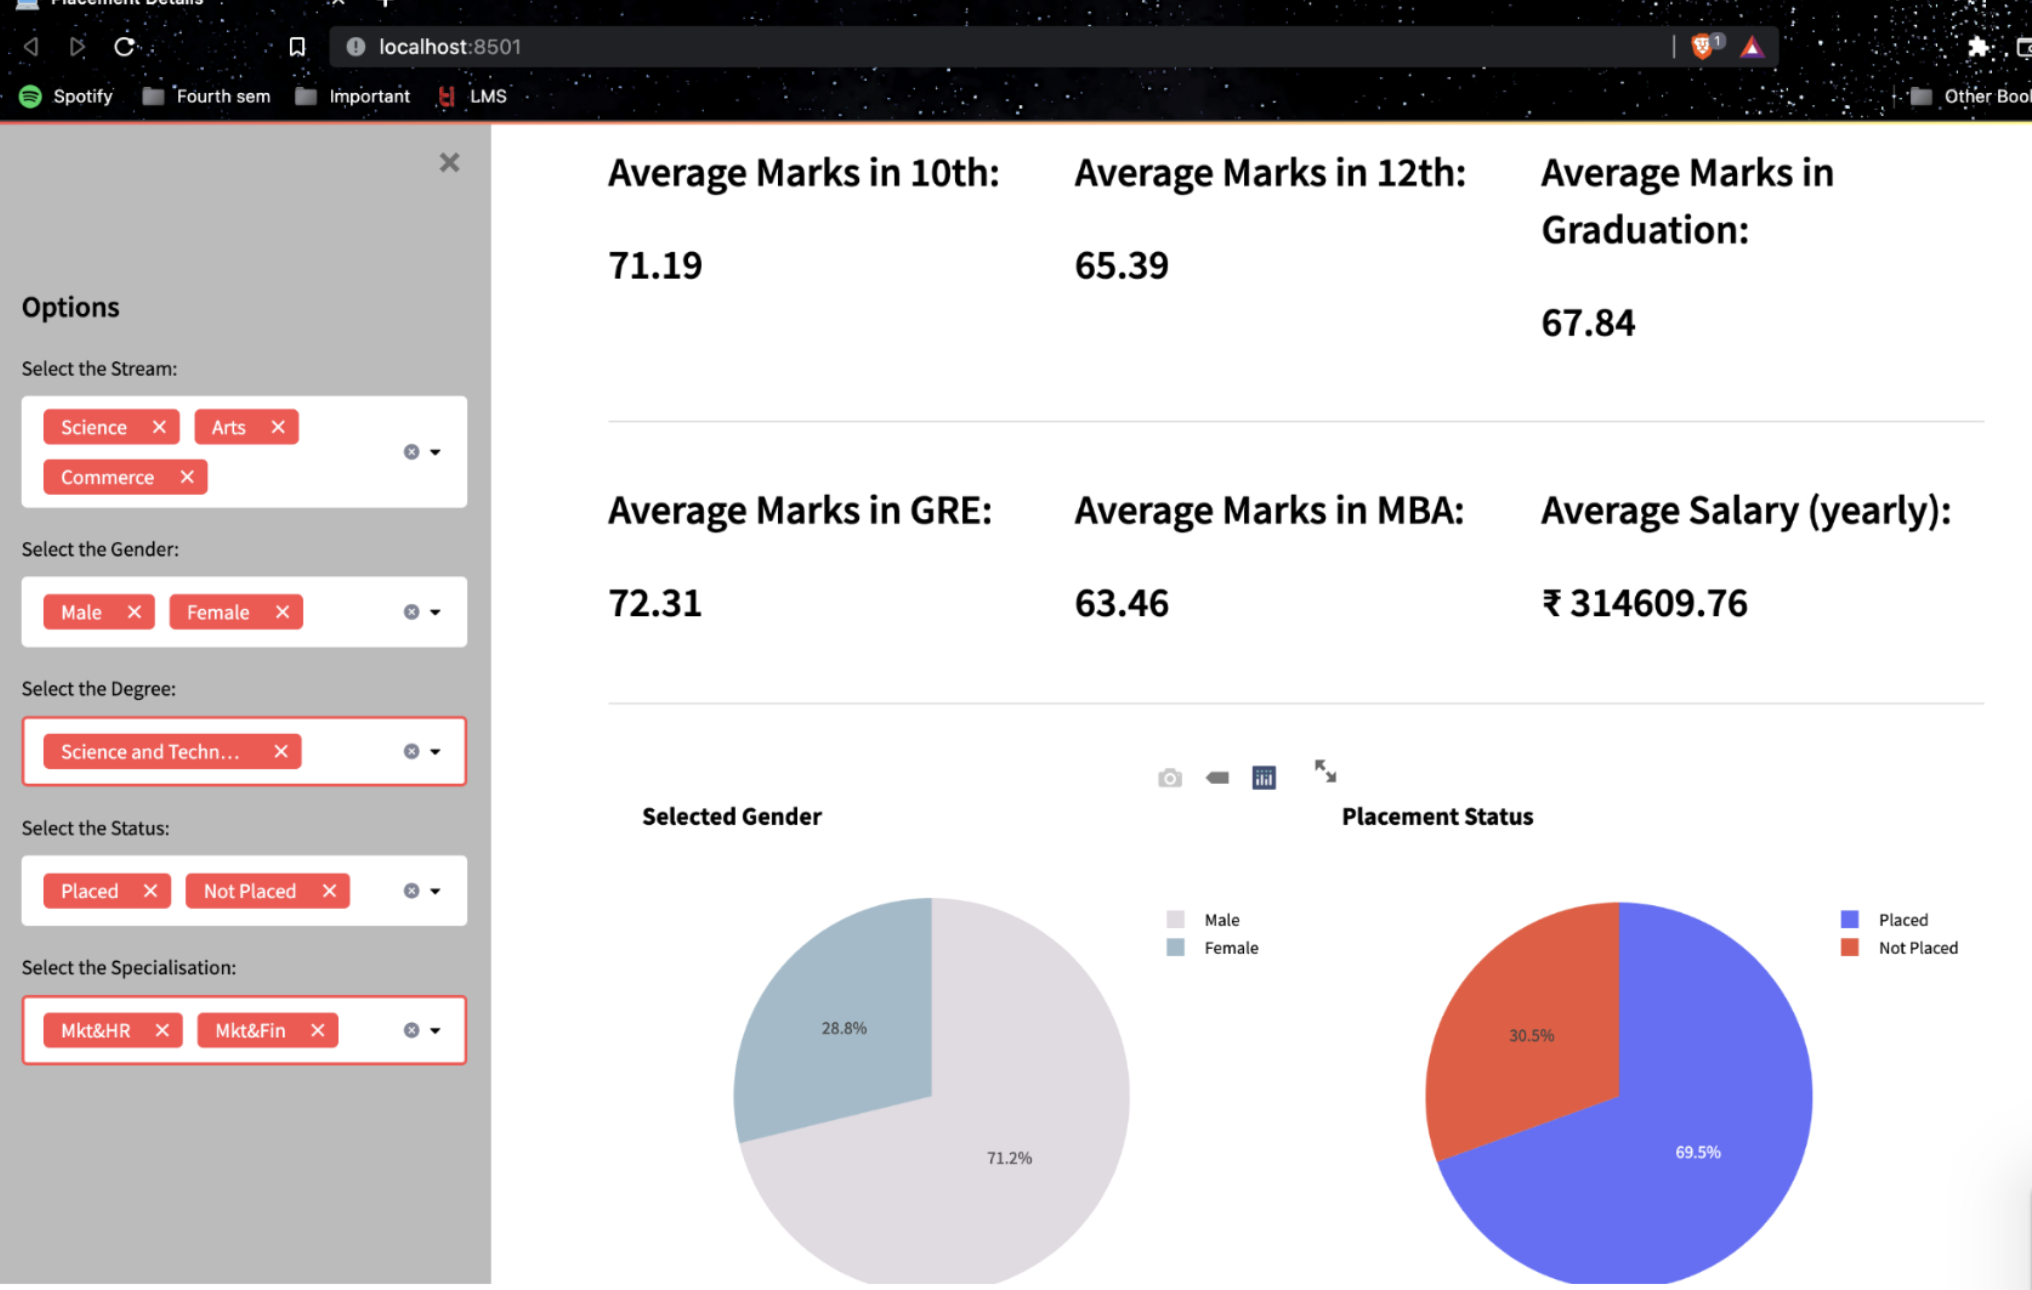 Placement Details
localhost:8501
1
Spotify
Fourth sem
Important
LMS
Options
Select the Stream:
Science
Arts
Commerce
Select the Gender:
Male
Female
Select the Degree:
Science and Techn...
Select the Status:
Placed
Not Placed
Select the Specialisation:
Mkt&HR
Mkt&Fin
Average Marks in 10th:
71.19
Average Marks in 12th:
65.39
Average Marks in
Graduation:
67.84
Average Marks in GRE:
72.31
Average Marks in MBA:
63.46
Average Salary (yearly):
₹ 314609.76
Selected Gender
28.8%
71.2%
Male
Female
Placement Status
30.5%
69.5%
Placed
Not Placed
Other